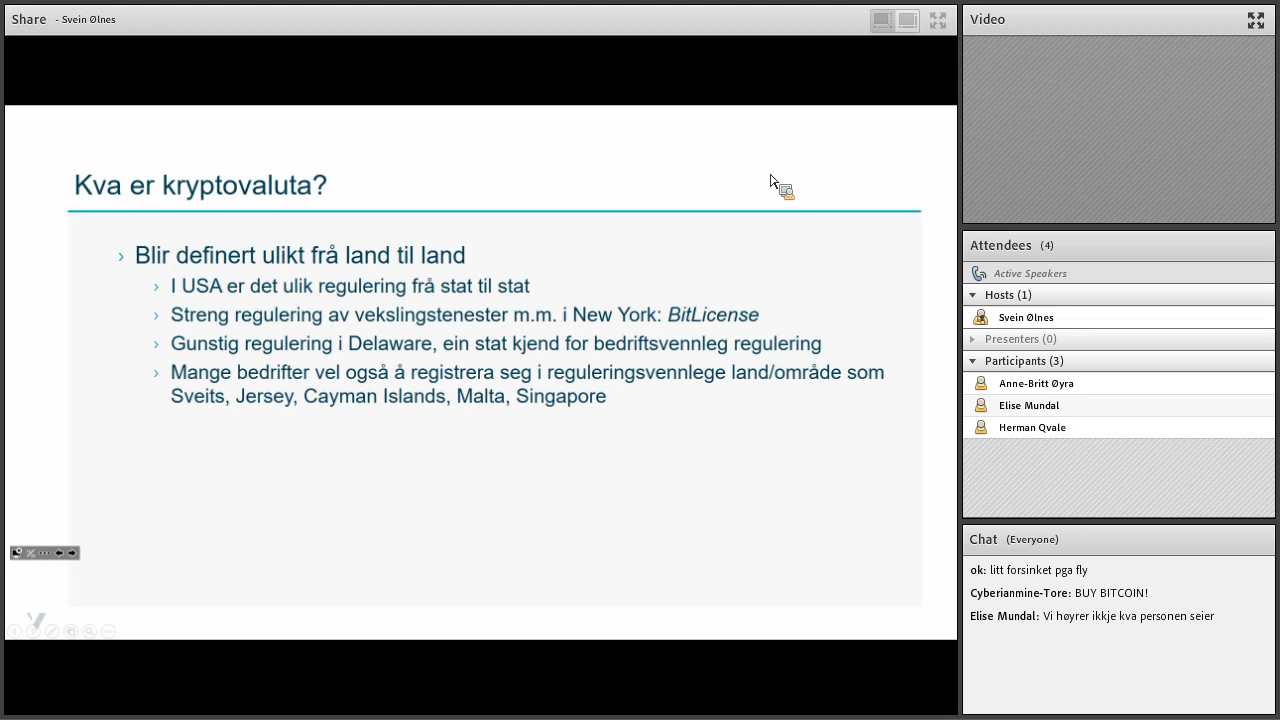 Share - Svein Ølnes
Kva er kryptovaluta?
› Blir definert ulikt frå land til land
› I USA er det ulik regulering frå stat til stat
› Streng regulering av vekslingstenester m.m. i New York: BitLicense
› Gunstig regulering i Delaware, ein stat kjend for bedriftsvennleg regulering
› Mange bedrifter vel også å registrera seg i reguleringsvennlege land/område som
Sveits, Jersey, Cayman Islands, Malta, Singapore
Video
Attendees (4)
Active Speakers
Hosts (1)
Svein Ølnes
Presenters (0)
Participants (3)
Anne-Britt Øyra
Elise Mundal
Herman Qvale
Chat (Everyone)
ok: litt forsinket pga fly
Cyberianmine-Tore: BUY BITCOIN!
Elise Mundal: Vi høyrer ikkje kva personen seier